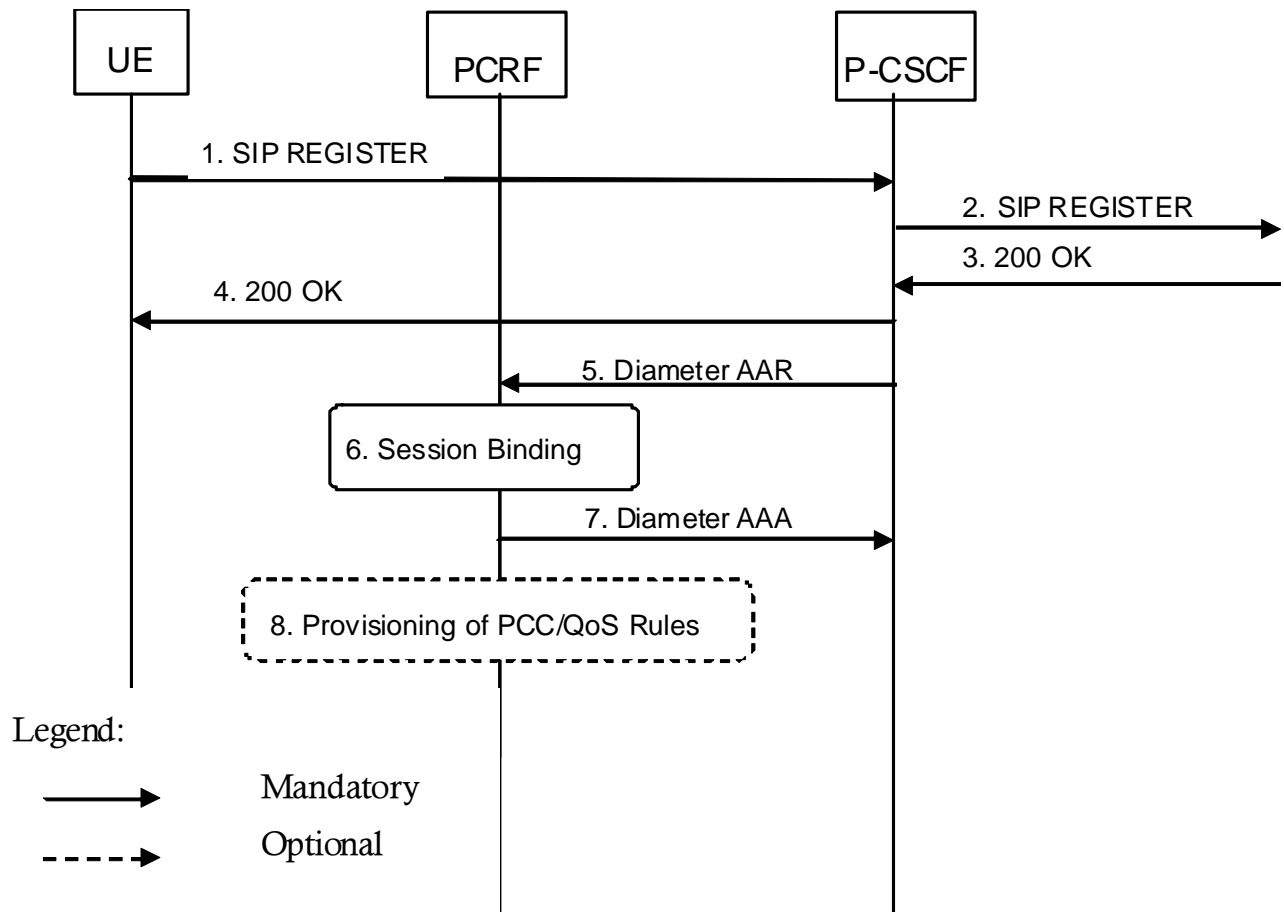 UE
PCRF
P-CSCF
1. SIP REGISTER
2. SIP REGISTER
3. 200 OK
4. 200 OK
5. Diameter AAR
6. Session Binding
7. Diameter AAA
8. Provisioning of PCC/QoS Rules
Legend:
Mandatory
Optional